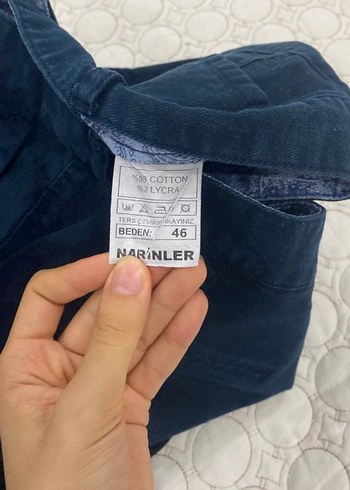 %98 COTTON
%2 LYCRA
TERS ÇEVİRİP YIKAYINIZ
BEDEN: 46
NARİNLER